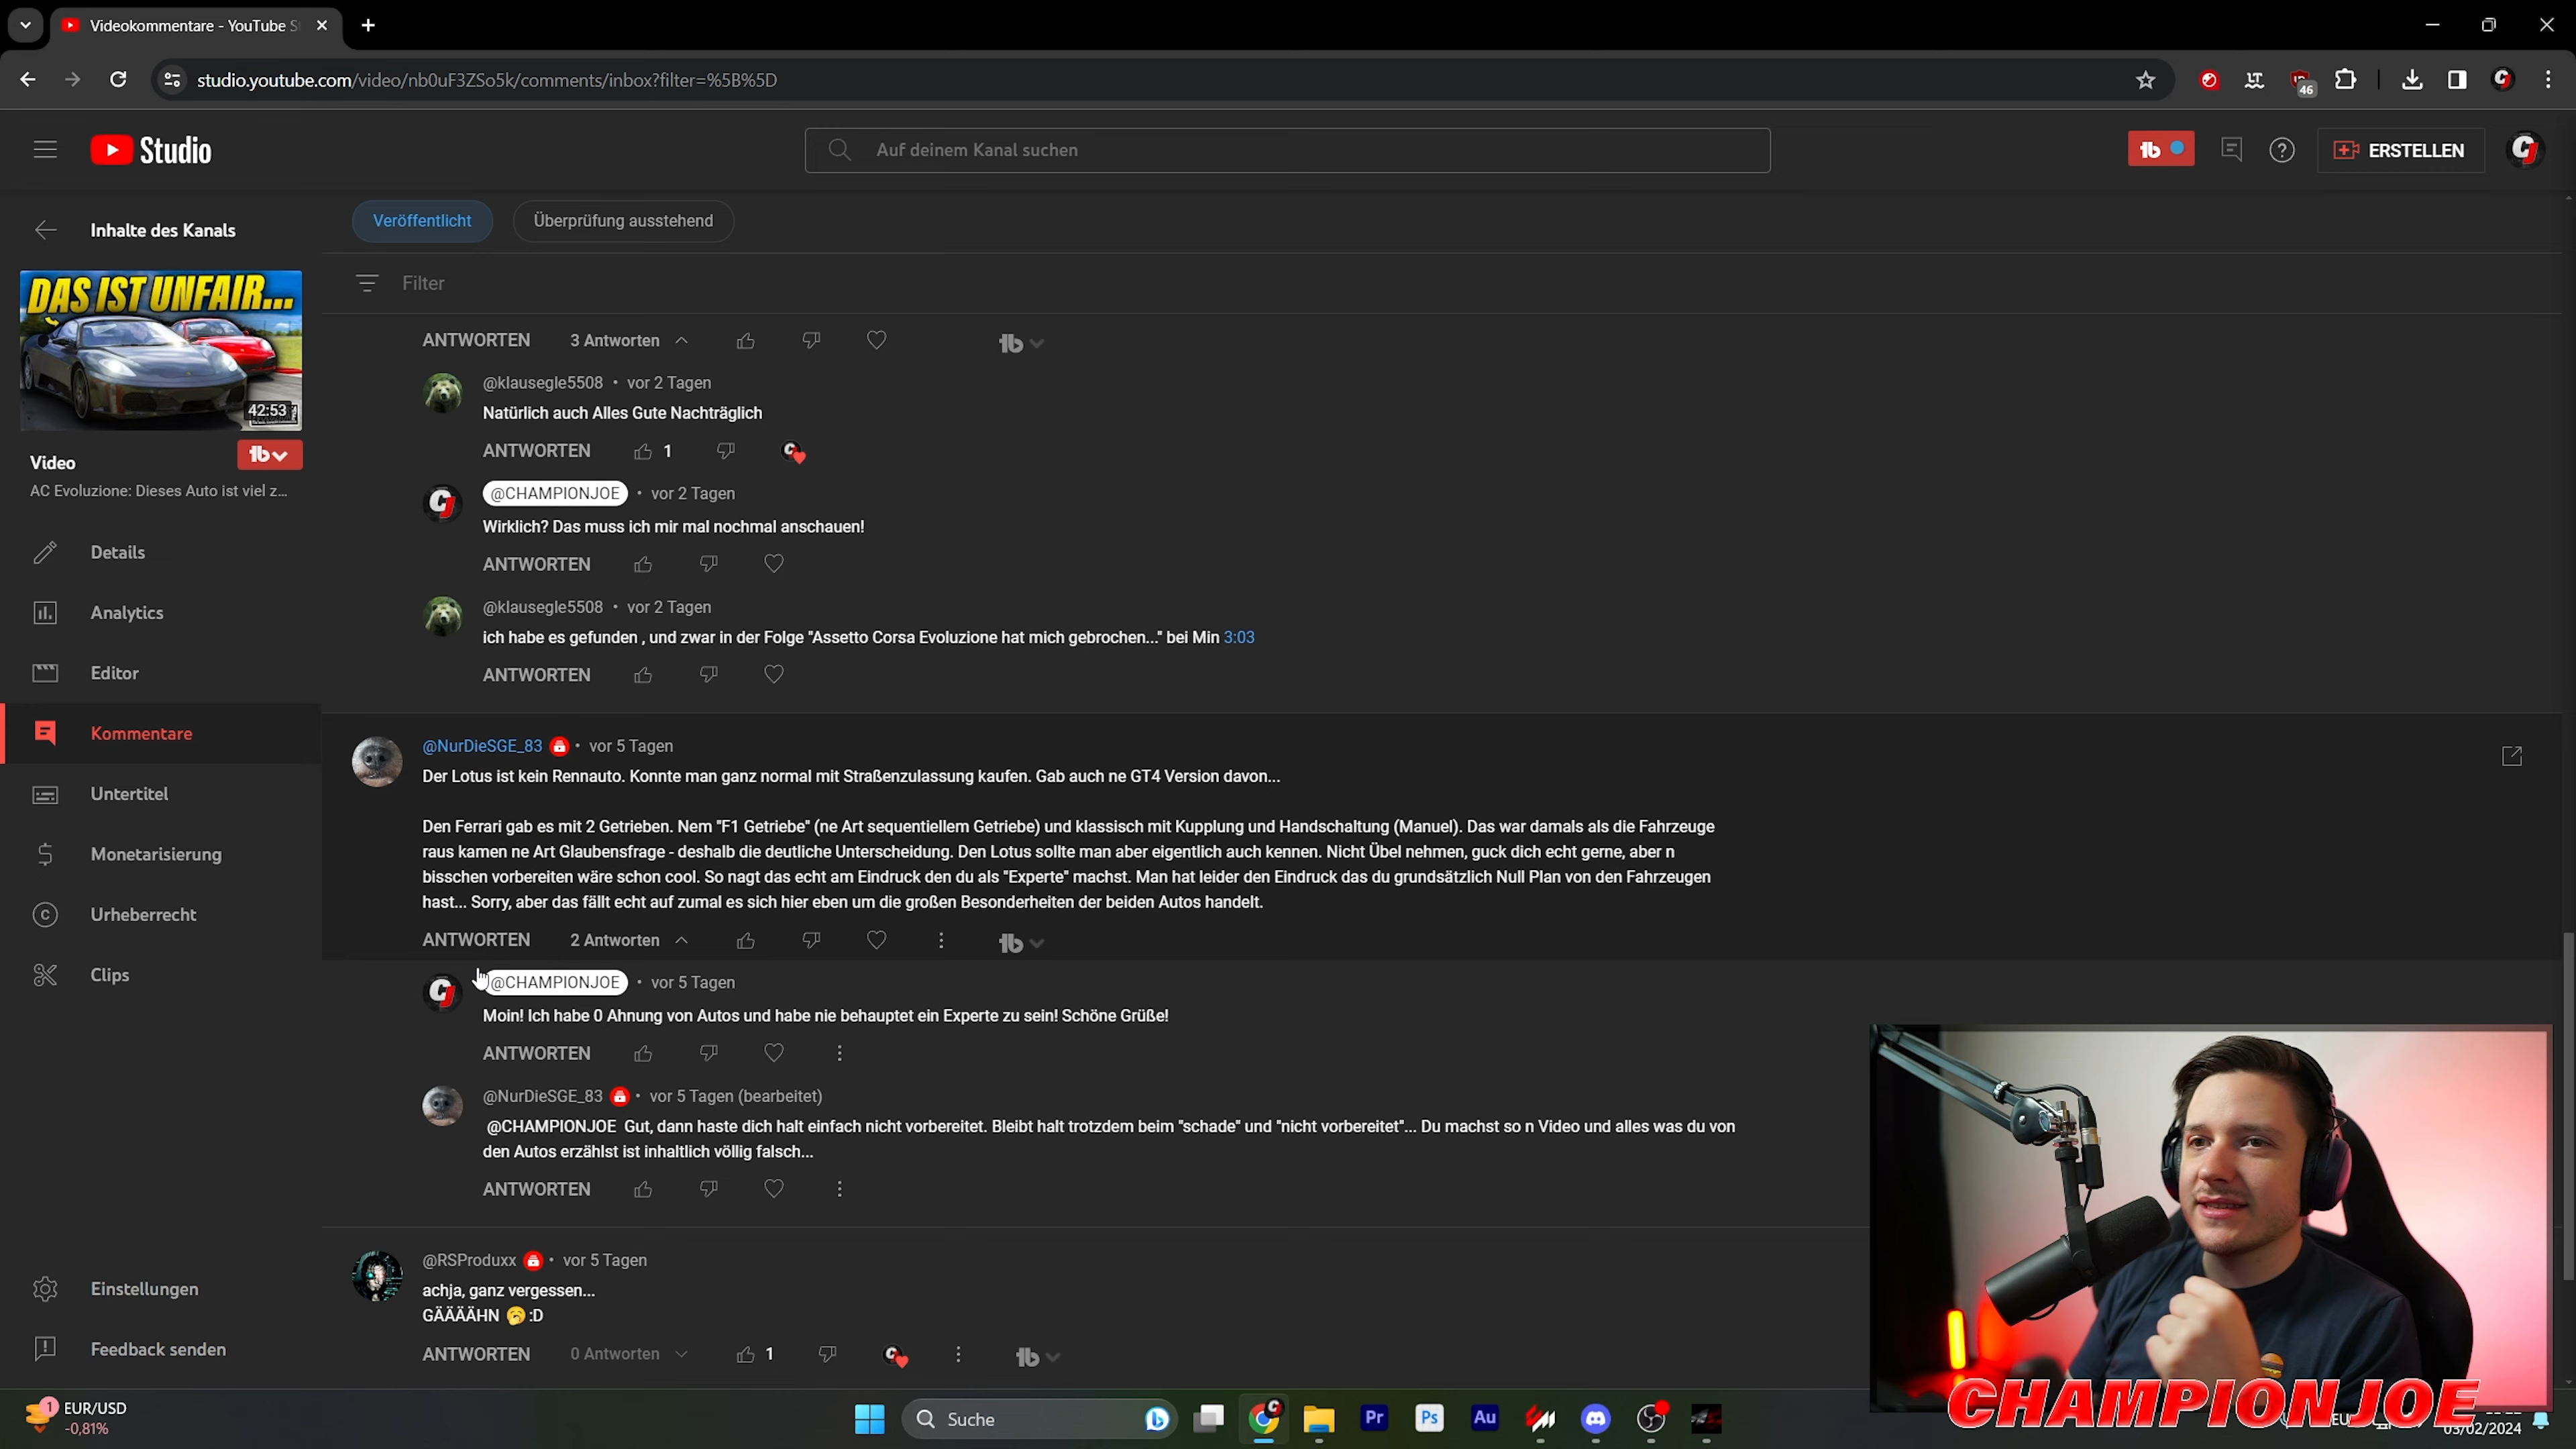 Videokommentare - YouTube S
studio.youtube.com/video/nb0uF3ZSo5k/comments/inbox?filter=%5B%5D
46
Studio
Auf deinem Kanal suchen
ERSTELLEN
Inhalte des Kanals
Veröffentlicht
Überprüfung ausstehend
Filter
DAS IST UNFAIR...
42:53
Video
AC Evoluzione: Dieses Auto ist viel z...
Details
Analytics
Editor
Kommentare
Untertitel
Monetarisierung
Urheberrecht
Clips
Einstellungen
Feedback senden
ANTWORTEN 3 Antworten
@klausegle5508 • vor 2 Tagen
Natürlich auch Alles Gute Nachträglich
ANTWORTEN 1
@CHAMPIONJOE • vor 2 Tagen
Wirklich? Das muss ich mir mal nochmal anschauen!
ANTWORTEN
@klausegle5508 • vor 2 Tagen
ich habe es gefunden , und zwar in der Folge "Assetto Corsa Evoluzione hat mich gebrochen..." bei Min 3:03
ANTWORTEN
@NurDieSGE_83 • vor 5 Tagen
Der Lotus ist kein Rennauto. Konnte man ganz normal mit Straßenzulassung kaufen. Gab auch ne GT4 Version davon...
Den Ferrari gab es mit 2 Getrieben. Nem "F1 Getriebe" (ne Art sequentiellem Getriebe) und klassisch mit Kupplung und Handschaltung (Manuel). Das war damals als die Fahrzeuge
raus kamen ne Art Glaubensfrage - deshalb die deutliche Unterscheidung. Den Lotus sollte man aber eigentlich auch kennen. Nicht Übel nehmen, guck dich echt gerne, aber n
bisschen vorbereiten wäre schon cool. So nagt das echt am Eindruck den du als "Experte" machst. Man hat leider den Eindruck das du grundsätzlich Null Plan von den Fahrzeugen
hast... Sorry, aber das fällt echt auf zumal es sich hier eben um die großen Besonderheiten der beiden Autos handelt.
ANTWORTEN 2 Antworten
@CHAMPIONJOE • vor 5 Tagen
Moin! Ich habe 0 Ahnung von Autos und habe nie behauptet ein Experte zu sein! Schöne Grüße!
ANTWORTEN
@NurDieSGE_83 • vor 5 Tagen (bearbeitet)
@CHAMPIONJOE Gut, dann haste dich halt einfach nicht vorbereitet. Bleibt halt trotzdem beim "schade" und "nicht vorbereitet"... Du machst so n Video und alles was du von
den Autos erzählst ist inhaltlich völlig falsch...
ANTWORTEN
@RSProduxx • vor 5 Tagen
achja, ganz vergessen...
GÄÄÄÄHN 🥱 :D
ANTWORTEN 0 Antworten 1
CHAMPIONJOE
1
EUR/USD
-0,81%
Suche
Pr
Ps
Au
03/02/2024